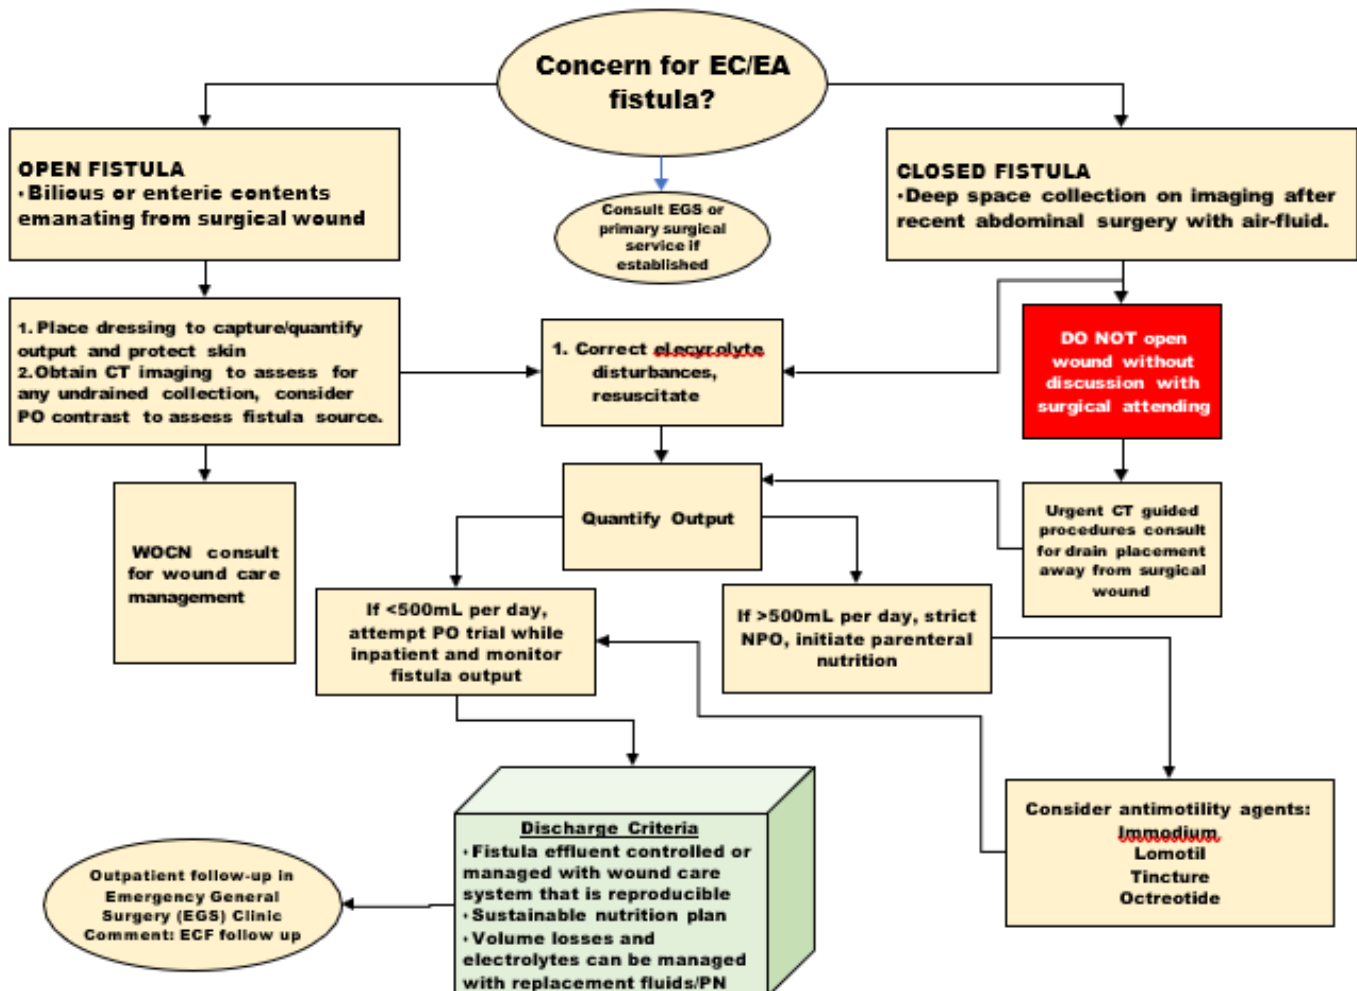 Concern for EC/EA
fistula?
OPEN FISTULA
•Bilious or enteric contents
emanating from surgical wound
Consult EGS or
primary surgical
service if
established
CLOSED FISTULA
•Deep space collection on imaging after
recent abdominal surgery with air-fluid.
1. Place dressing to capture/quantify
output and protect skin
2.Obtain CT imaging to assess for
any undrained collection, consider
PO contrast to assess fistula source.
1. Correct elecyrolyte
disturbances,
resuscitate
DO NOT open
wound without
discussion with
surgical attending
WOCN consult
for wound care
management
Quantify Output
Urgent CT guided
procedures consult
for drain placement
away from surgical
wound
If <500mL per day,
attempt PO trial while
inpatient and monitor
fistula output
If >500mL per day, strict
NPO, initiate parenteral
nutrition
Consider antimotility agents:
Immodium
Lomotil
Tincture
Octreotide
Discharge Criteria
•Fistula effluent controlled or
managed with wound care
system that is reproducible
•Sustainable nutrition plan
•Volume losses and
electrolytes can be managed
with replacement fluids/PN
Outpatient follow-up in
Emergency General
Surgery (EGS) Clinic
Comment: ECF follow up